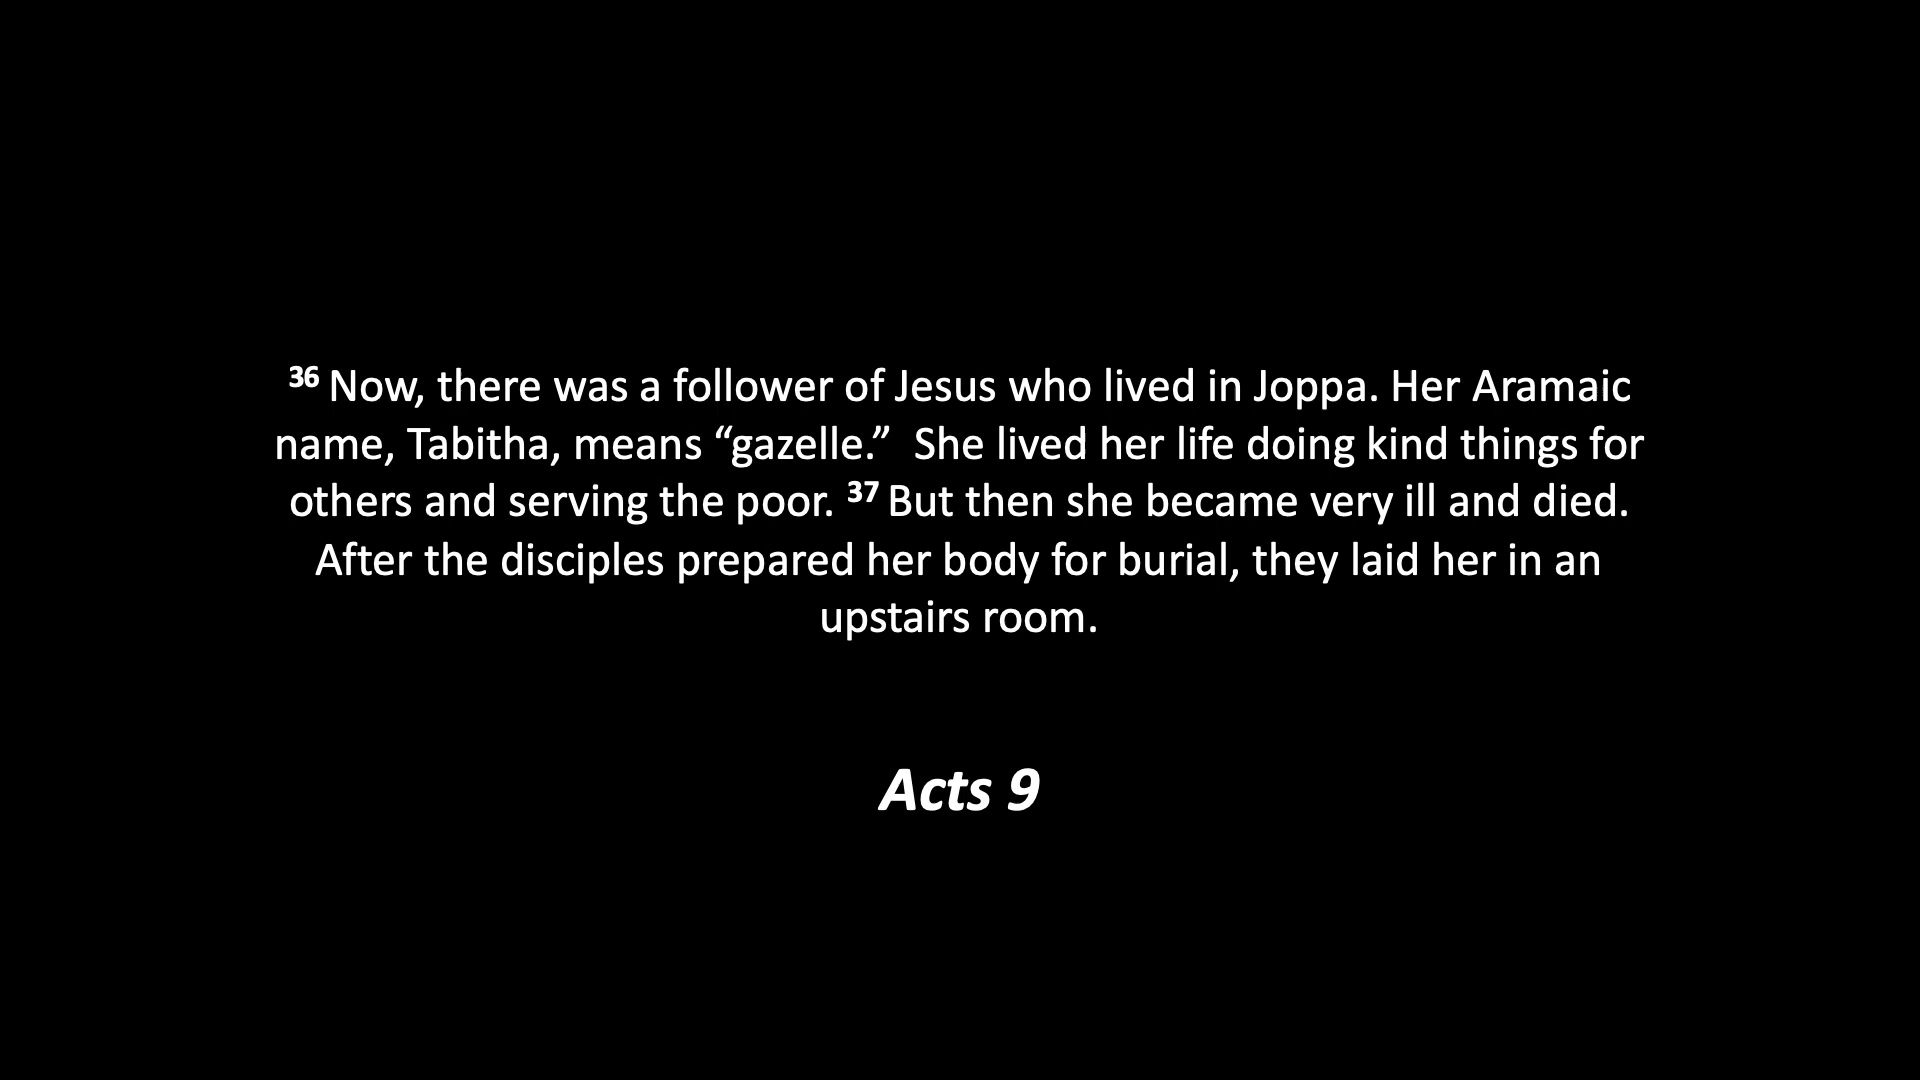 36 Now, there was a follower of Jesus who lived in Joppa. Her Aramaic
name, Tabitha, means “gazelle.”  She lived her life doing kind things for
others and serving the poor. 37 But then she became very ill and died.
After the disciples prepared her body for burial, they laid her in an
upstairs room.
Acts 9